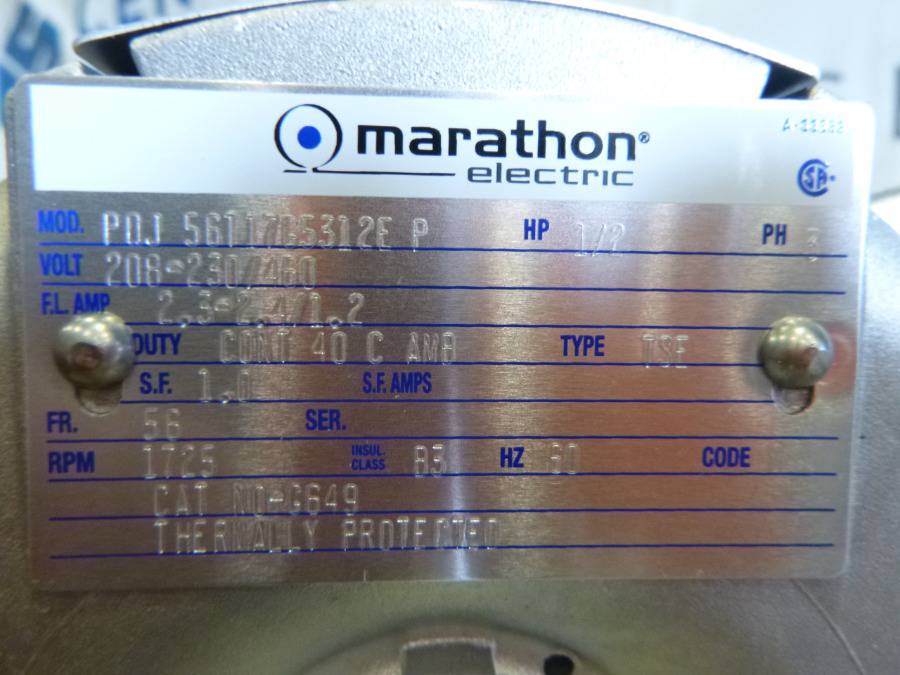 marathon®
electric
SA
MOD. PDJ 56T17D5312E P HP 1/2 PH 3
VOLT 208-230/460
F.L. AMP 2.3-2.4/1.2
DUTY CONT 40 C AMB TYPE TSE
S.F. 1.0 S.F. AMPS
FR. 56 SER.
RPM 1725 INSUL. CLASS B3 HZ 60 CODE
CAT NO-G649
THERMALLY PROTECTED